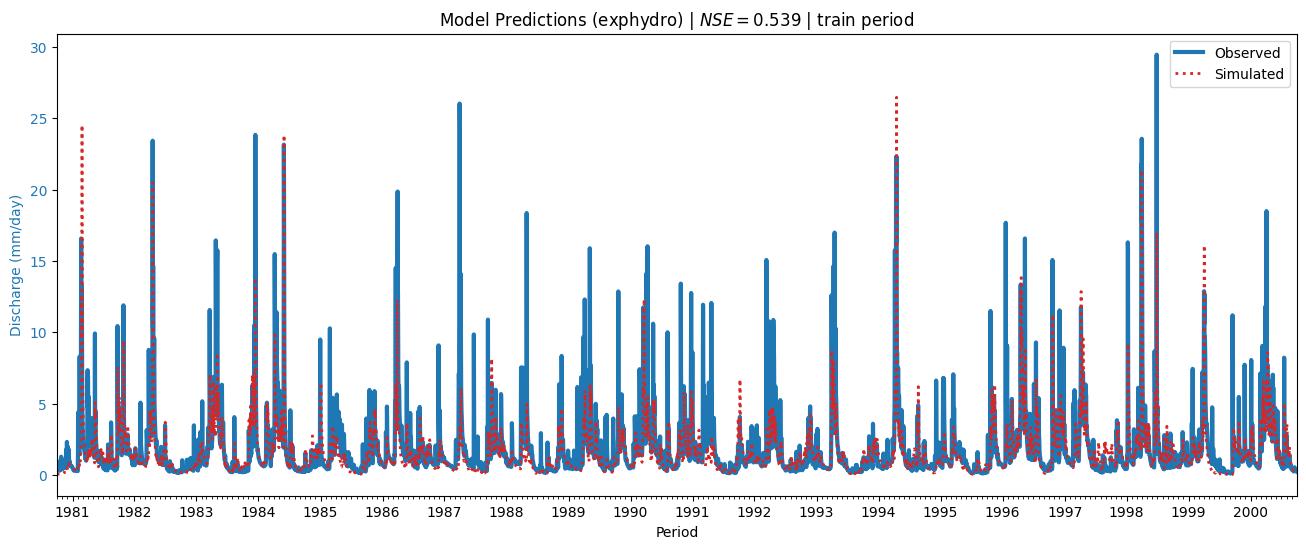 Model Predictions (exphydro) | NSE = 0.539 | train period
Observed
Simulated
Discharge (mm/day)
30
25
20
15
10
5
0
1981 1982 1983 1984 1985 1986 1987 1988 1989 1990 1991 1992 1993 1994 1995 1996 1997 1998 1999 2000
Period